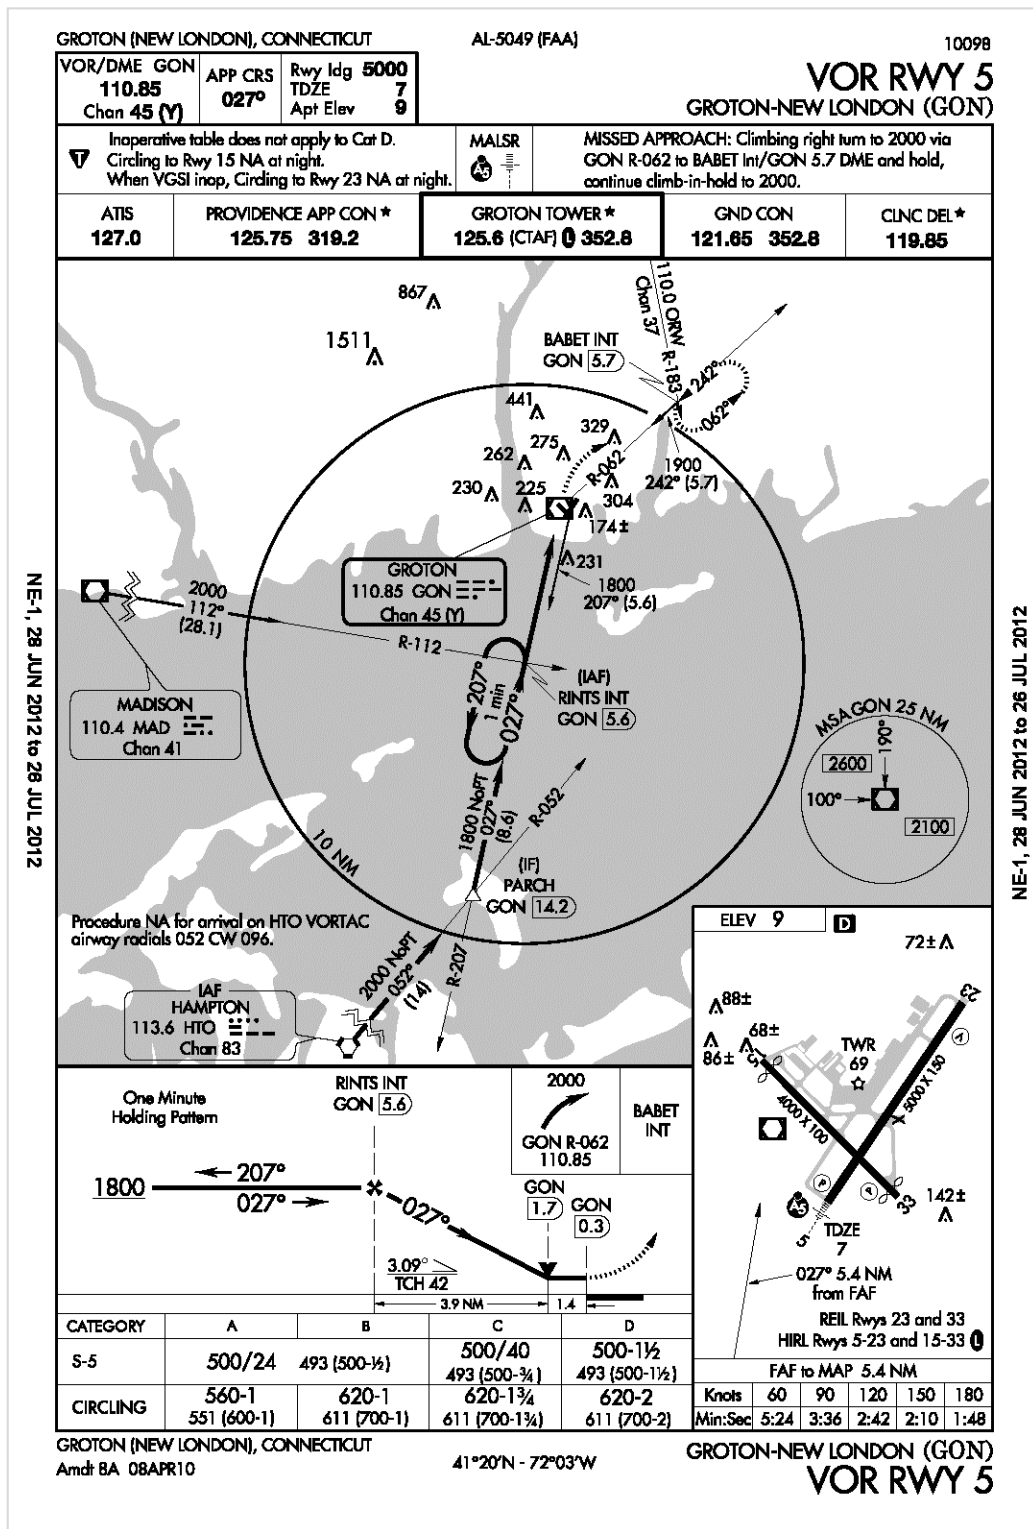 GROTON (NEW LONDON), CONNECTICUT
AL-5049 (FAA)
10098
VOR/DME GON
110.85
Chan 45 (Y)
APP CRS
027°
Rwy ldg 5000
TDZE 7
Apt Elev 9
VOR RWY 5
GROTON-NEW LONDON (GON)
T
Inoperative table does not apply to Cat D.
Circling to Rwy 15 NA at night.
When VGSI inop, Circling to Rwy 23 NA at night.
MALSR
A5
MISSED APPROACH: Climbing right turn to 2000 via
GON R-062 to BABET Int/GON 5.7 DME and hold,
continue climb-in-hold to 2000.
ATIS
127.0
PROVIDENCE APP CON *
125.75 319.2
GROTON TOWER *
125.6 (CTAF) L 352.8
GND CON
121.65 352.8
CLNC DEL *
119.85
867
1511
110.0 ORW
Chan 37
R-183
BABET INT
GON 5.7
242°
062°
441
329
275
262
R-062
1900
242° (5.7)
230
225
304
174±
231
GROTON
110.85 GON
Chan 45 (Y)
1800
207° (5.6)
2000
112°
(28.1)
R-112
MADISON
110.4 MAD
Chan 41
207°
1 min
027°
(IAF)
RINTS INT
GON 5.6
MSA GON 25 NM
190°
2600
100°
2100
1800 NoPT
027°
(8.6)
R-052
10 NM
(IF)
PARCH
GON 14.2
Procedure NA for arrival on HTO VORTAC
airway radials 052 CW 096.
2000 NoPT
052°
(14)
R-207
IAF
HAMPTON
113.6 HTO
Chan 83
NE-1, 28 JUN 2012 to 26 JUL 2012
NE-1, 28 JUN 2012 to 26 JUL 2012
ELEV 9
D
72±
88±
68±
86±
TWR
69
23
15
4000 X 100
5000 X 150
33
142±
A5
P
P
V
5
TDZE
7
027° 5.4 NM
from FAF
REIL Rwys 23 and 33
HIRL Rwys 5-23 and 15-33 L
FAF to MAP 5.4 NM
Knots 60 90 120 150 180
Min:Sec 5:24 3:36 2:42 2:10 1:48
One Minute
Holding Pattern
RINTS INT
GON 5.6
2000
GON R-062
110.85
BABET
INT
1800
207°
027°
027°
GON
1.7
GON
0.3
3.09°
TCH 42
3.9 NM
1.4
CATEGORY A B C D
S-5 500/24 493 (500-½) 500/40 493 (500-¾) 500-1½ 493 (500-1½)
CIRCLING 560-1 551 (600-1) 620-1 611 (700-1) 620-1¾ 611 (700-1¾) 620-2 611 (700-2)
GROTON (NEW LONDON), CONNECTICUT
Amdt 8A 08APR10
41°20'N - 72°03'W
GROTON-NEW LONDON (GON)
VOR RWY 5